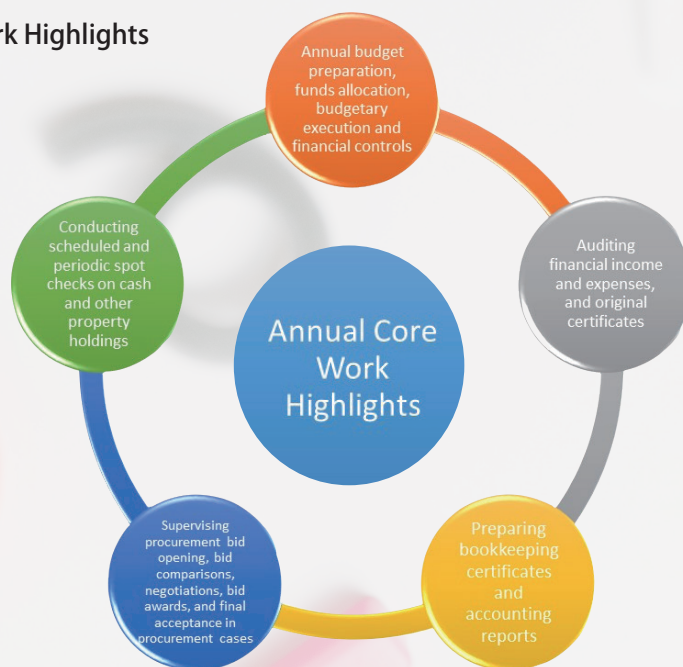 Highlights
Annual budget
preparation,
funds allocation,
budgetary
execution and
financial controls
Auditing
financial income
and expenses,
and original
certificates
Preparing
bookkeeping
certificates
and
accounting
reports
Supervising
procurement bid
opening, bid
comparisons,
negotiations, bid
awards, and final
acceptance in
procurement cases
Conducting
scheduled and
periodic spot
checks on cash
and other
property
holdings
Annual Core
Work
Highlights